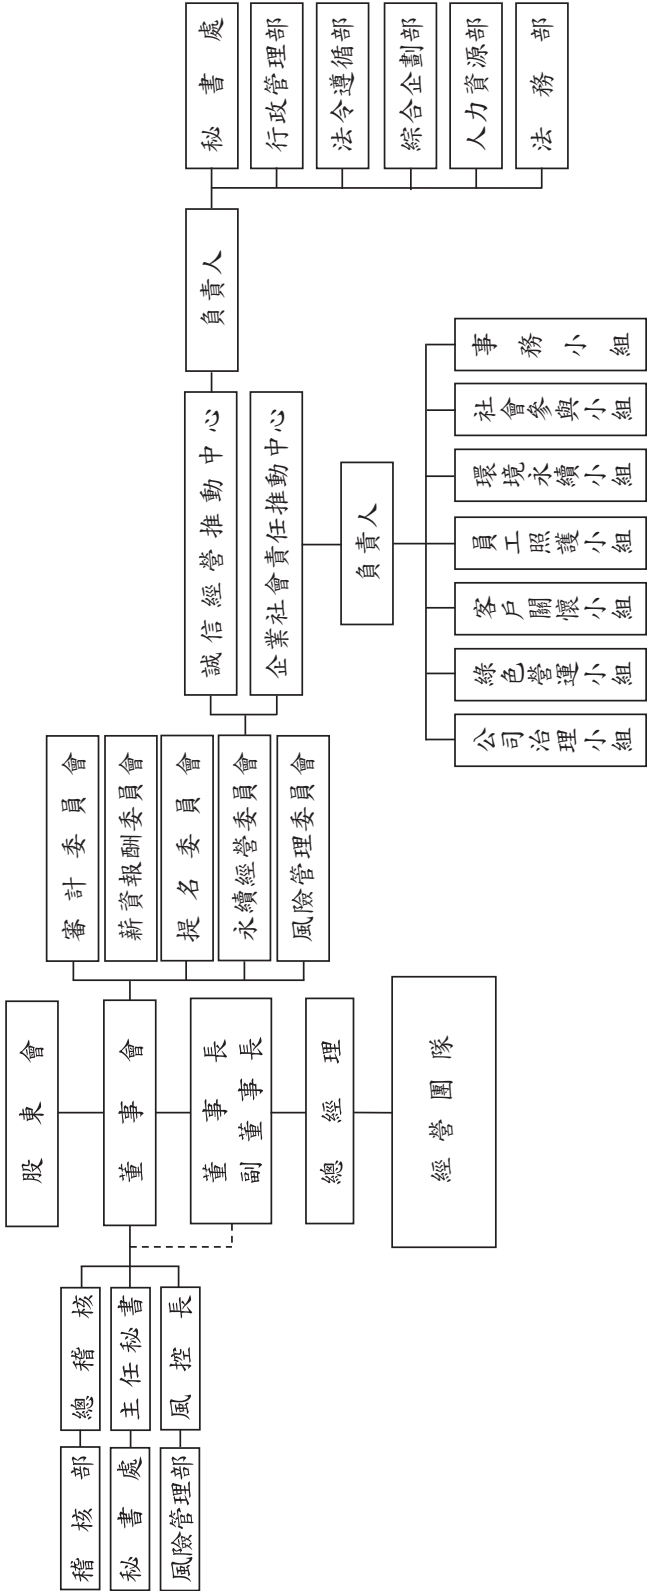 股東會
稽核部
總稽核
秘書處
主任秘書
風險管理部
風控長
董事會
董事長
副董事長
總經理
經營團隊
審計委員會
薪資報酬委員會
提名委員會
永續經營委員會
風險管理委員會
誠信經營推動中心
負責人
秘書處
行政管理部
法令遵循部
綜合企劃部
人力資源部
法務部
企業社會責任推動中心
負責人
公司治理小組
綠色營運小組
客戶關懷小組
員工照護小組
環境永續小組
社會參與小組
事務小組